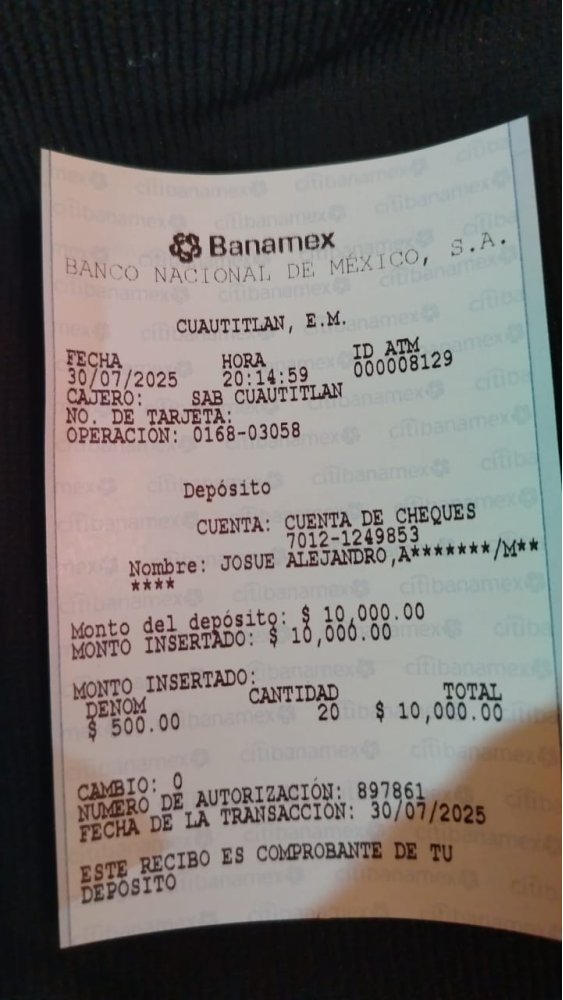 Banamex
BANCO NACIONAL DE MÉXICO, S.A.
CUAUTITLAN, E.M.
FECHA HORA ID ATM
30/07/2025 20:14:59 000008129
CAJERO: SAB CUAUTITLAN
NO. DE TARJETA:
OPERACIÓN: 0168-03058
Depósito
CUENTA: CUENTA DE CHEQUES
7012-1249853
Nombre: JOSUE ALEJANDRO,A*******/M**
****
Monto del depósito: $ 10,000.00
MONTO INSERTADO: $ 10,000.00
MONTO INSERTADO:
DENOM CANTIDAD TOTAL
$ 500.00 20 $ 10,000.00
CAMBIO: 0
NUMERO DE AUTORIZACIÓN: 897861
FECHA DE LA TRANSACCIÓN: 30/07/2025
ESTE RECIBO ES COMPROBANTE DE TU
DEPÓSITO
citibanamex